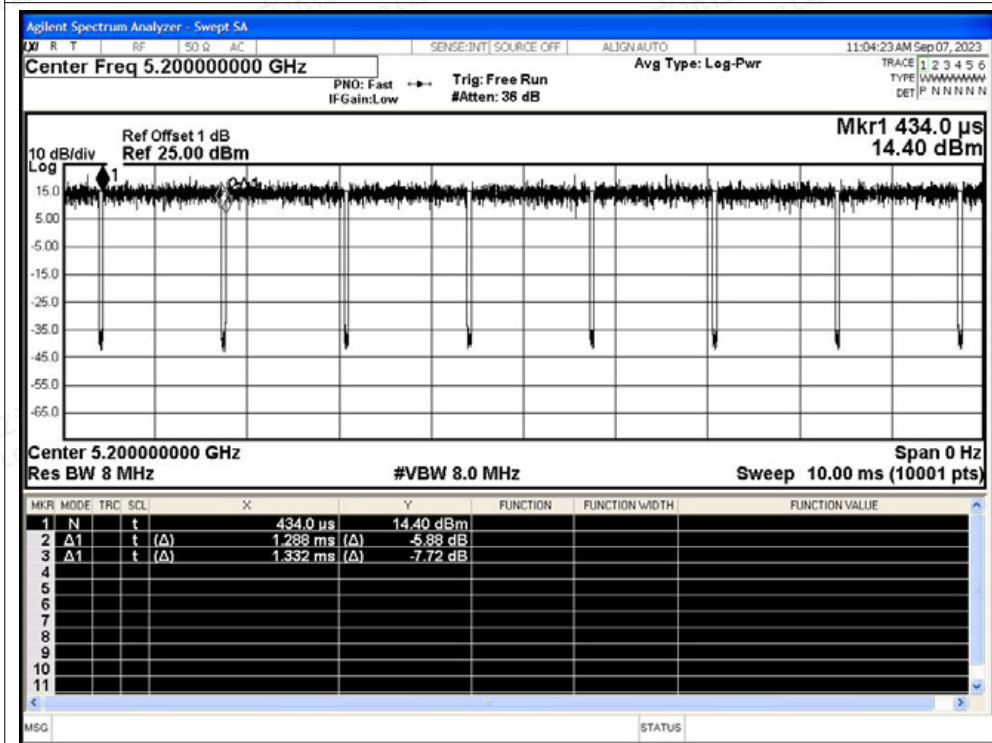 Agilent Spectrum Analyzer - Swept SA
LXI R T RF 50 Ω AC SENSE:INT SOURCE OFF ALIGN AUTO 11:04:23 AM Sep 07, 2023
Center Freq 5.200000000 GHz Avg Type: Log-Pwr TRACE 1 2 3 4 5 6
PNO: Fast Trig: Free Run TYPE WWWWWW
IFGain:Low #Atten: 36 dB DET P N N N N N
Mkr1 434.0 µs
14.40 dBm
Ref Offset 1 dB
10 dB/div Ref 25.00 dBm
Log
1
15.0
5.00
-5.00
-15.0
-25.0
-35.0
-45.0
-55.0
-65.0
Center 5.200000000 GHz Span 0 Hz
Res BW 8 MHz #VBW 8.0 MHz Sweep 10.00 ms (10001 pts)
MKR MODE TRC SCL X Y FUNCTION FUNCTION WIDTH FUNCTION VALUE
1 N t 434.0 µs 14.40 dBm
2 Δ1 t (Δ) 1.288 ms (Δ) -5.88 dB
3 Δ1 t (Δ) 1.332 ms (Δ) -7.72 dB
4
5
6
7
8
9
10
11
MSG STATUS